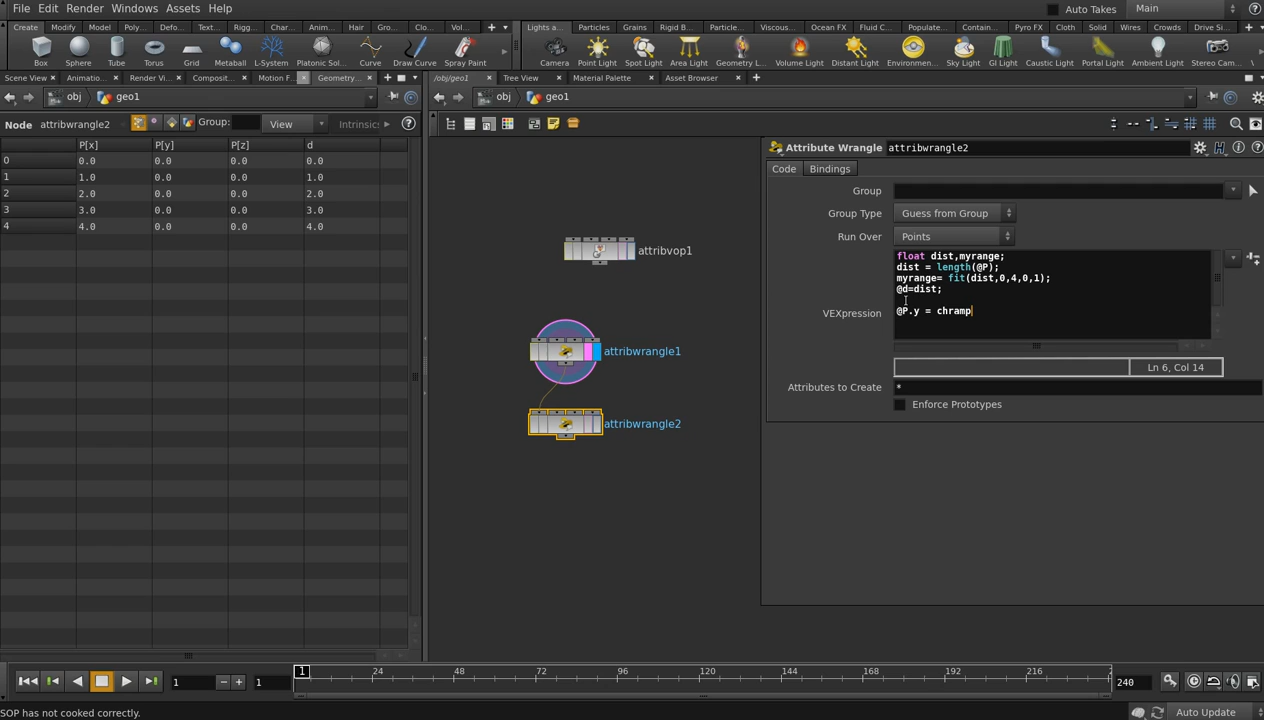 File Edit Render Windows Assets Help
Auto Takes Main
Create Modify Model Poly... Defo... Text... Rigg... Chara... Anim... Hair Gro... Clo... Vol...
Lights a... Particles Grains Rigid B... Particle... Viscous... Ocean FX Fluid C... Populate... Contain... Pyro FX Cloth Solid Wires Crowds Drive Si...
Box Sphere Tube Torus Grid Metaball L-System Platonic Sol... Curve Draw Curve Spray Paint
Camera Point Light Spot Light Area Light Geometry L... Volume Light Distant Light Environmen... Sky Light GI Light Caustic Light Portal Light Ambient Light Stereo Cam...
Scene View Animatio... Render Vi... Composit... Motion F... Geometry...
/obj/geo1 Tree View Material Palette Asset Browser
obj geo1
obj geo1
Node attribwrangle2 Group: View Intrinsics
P[x] P[y] P[z] d
0 0.0 0.0 0.0 0.0
1 1.0 0.0 0.0 1.0
2 2.0 0.0 0.0 2.0
3 3.0 0.0 0.0 3.0
4 4.0 0.0 0.0 4.0
attribvop1
attribwrangle1
attribwrangle2
Attribute Wrangle attribwrangle2
Code Bindings
Group
Group Type Guess from Group
Run Over Points
VEXpression
float dist,myrange;
dist = length(@P);
myrange= fit(dist,0,4,0,1);
@d=dist;
@P.y = chramp
Ln 6, Col 14
Attributes to Create *
Enforce Prototypes
1 24 48 72 96 120 144 168 192 216
1 1 240
SOP has not cooked correctly.
Auto Update